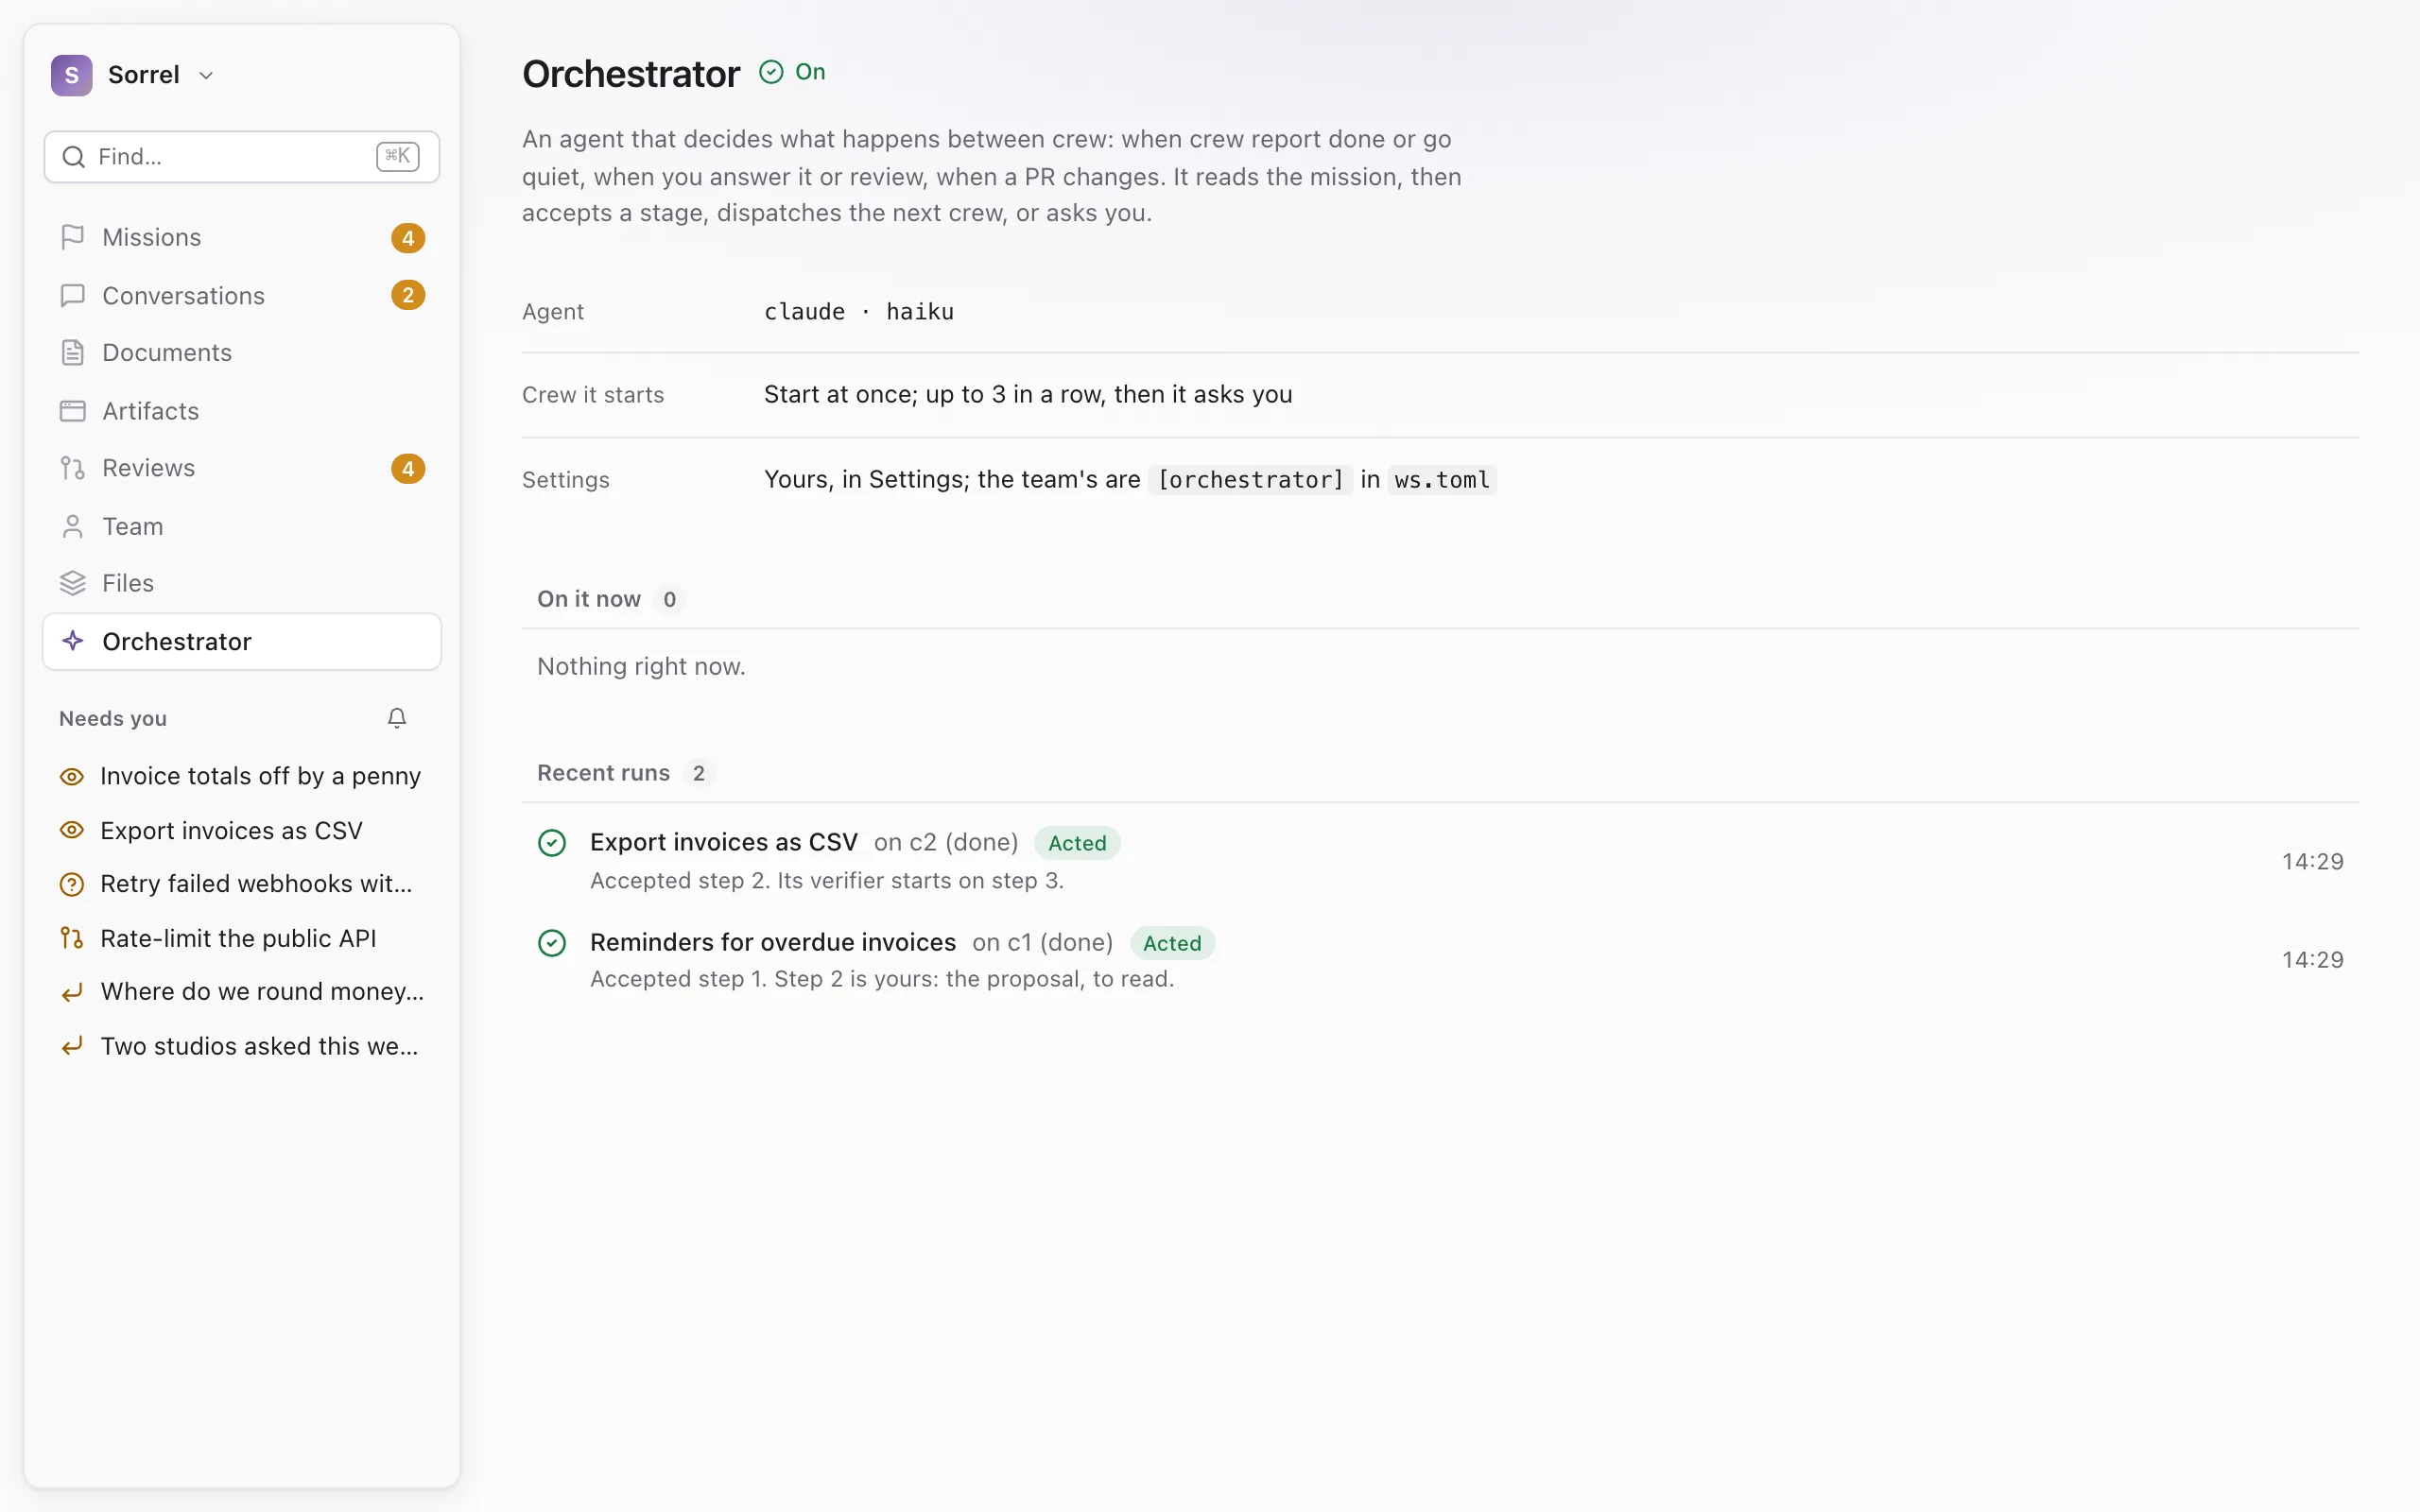 S Sorrel
Find... ⌘K
Missions 4
Conversations 2
Documents
Artifacts
Reviews 4
Team
Files
Orchestrator
Needs you
Invoice totals off by a penny
Export invoices as CSV
Retry failed webhooks wit...
Rate-limit the public API
Where do we round money...
Two studios asked this we...
Orchestrator On
An agent that decides what happens between crew: when crew report done or go
quiet, when you answer it or review, when a PR changes. It reads the mission, then
accepts a stage, dispatches the next crew, or asks you.
Agent claude · haiku
Crew it starts Start at once; up to 3 in a row, then it asks you
Settings Yours, in Settings; the team's are [orchestrator] in ws.toml
On it now 0
Nothing right now.
Recent runs 2
Export invoices as CSV on c2 (done) Acted
Accepted step 2. Its verifier starts on step 3.
14:29
Reminders for overdue invoices on c1 (done) Acted
Accepted step 1. Step 2 is yours: the proposal, to read.
14:29